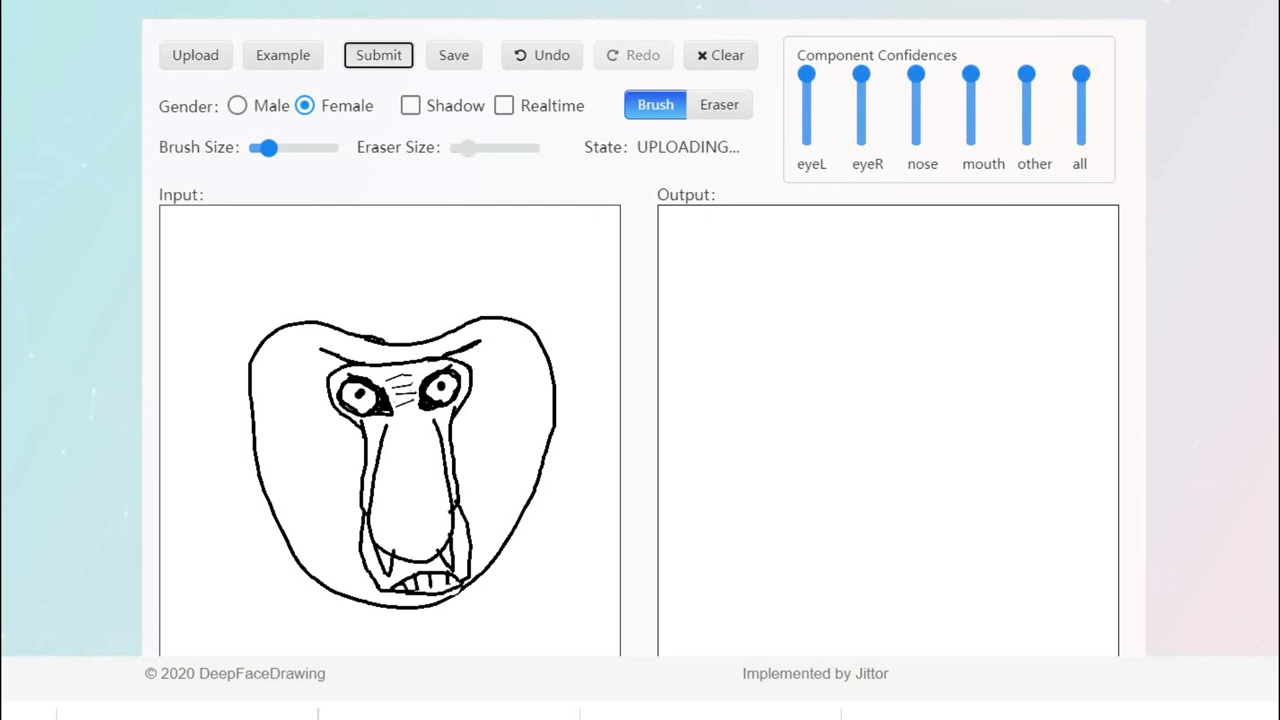 Upload Example Submit Save Undo Redo Clear
Component Confidences
Gender: Male Female Shadow Realtime Brush Eraser
Brush Size: Eraser Size: State: UPLOADING...
eyeL eyeR nose mouth other all
Input: Output:
© 2020 DeepFaceDrawing Implemented by Jittor